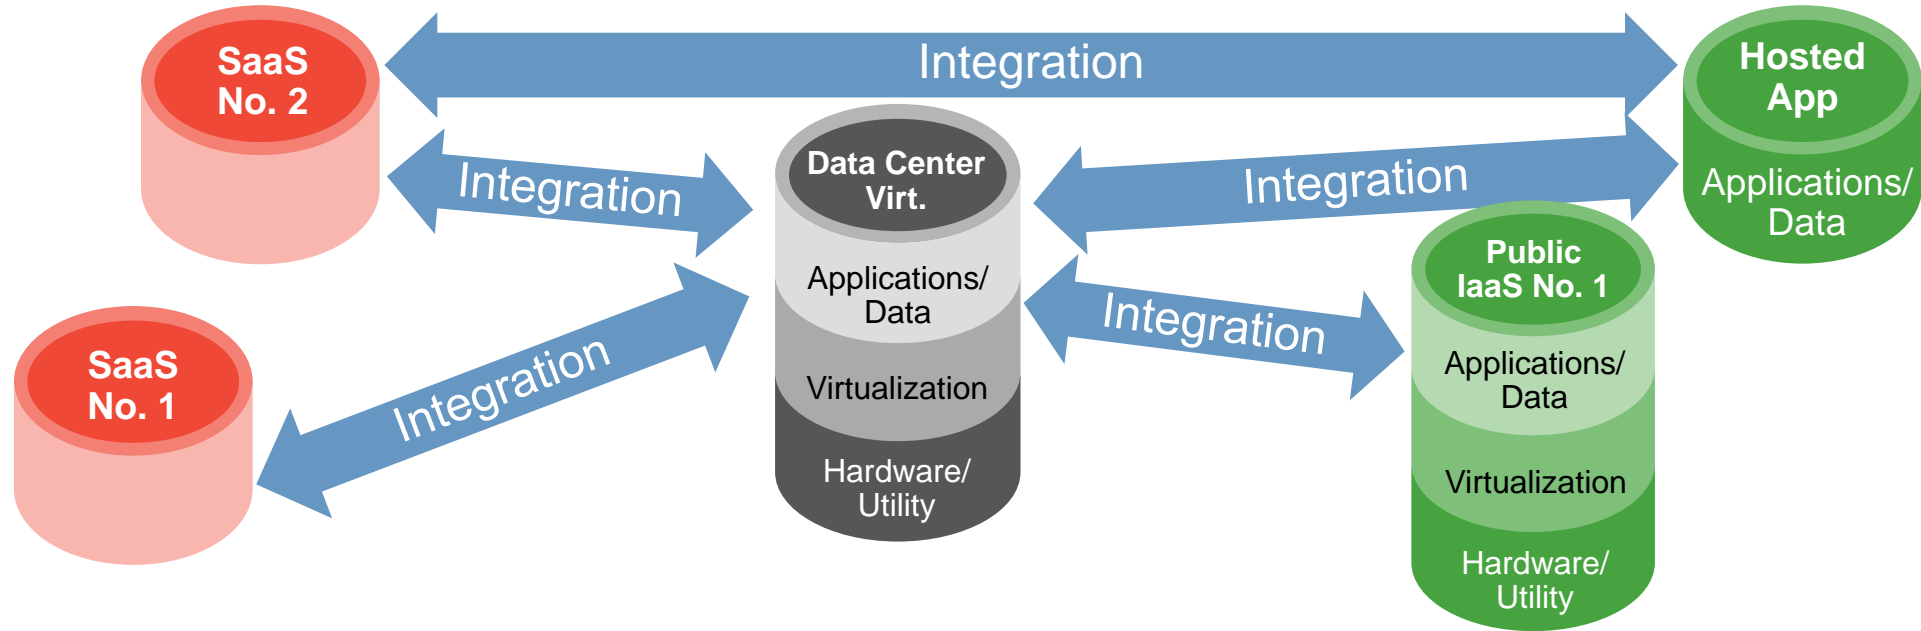 SaaS
No. 2
Integration
Hosted
App
Applications/
Data
Integration
Data Center
Virt.
Applications/
Data
Virtualization
Hardware/
Utility
Integration
Public
IaaS No. 1
Applications/
Data
Virtualization
Hardware/
Utility
Integration
SaaS
No. 1
Integration